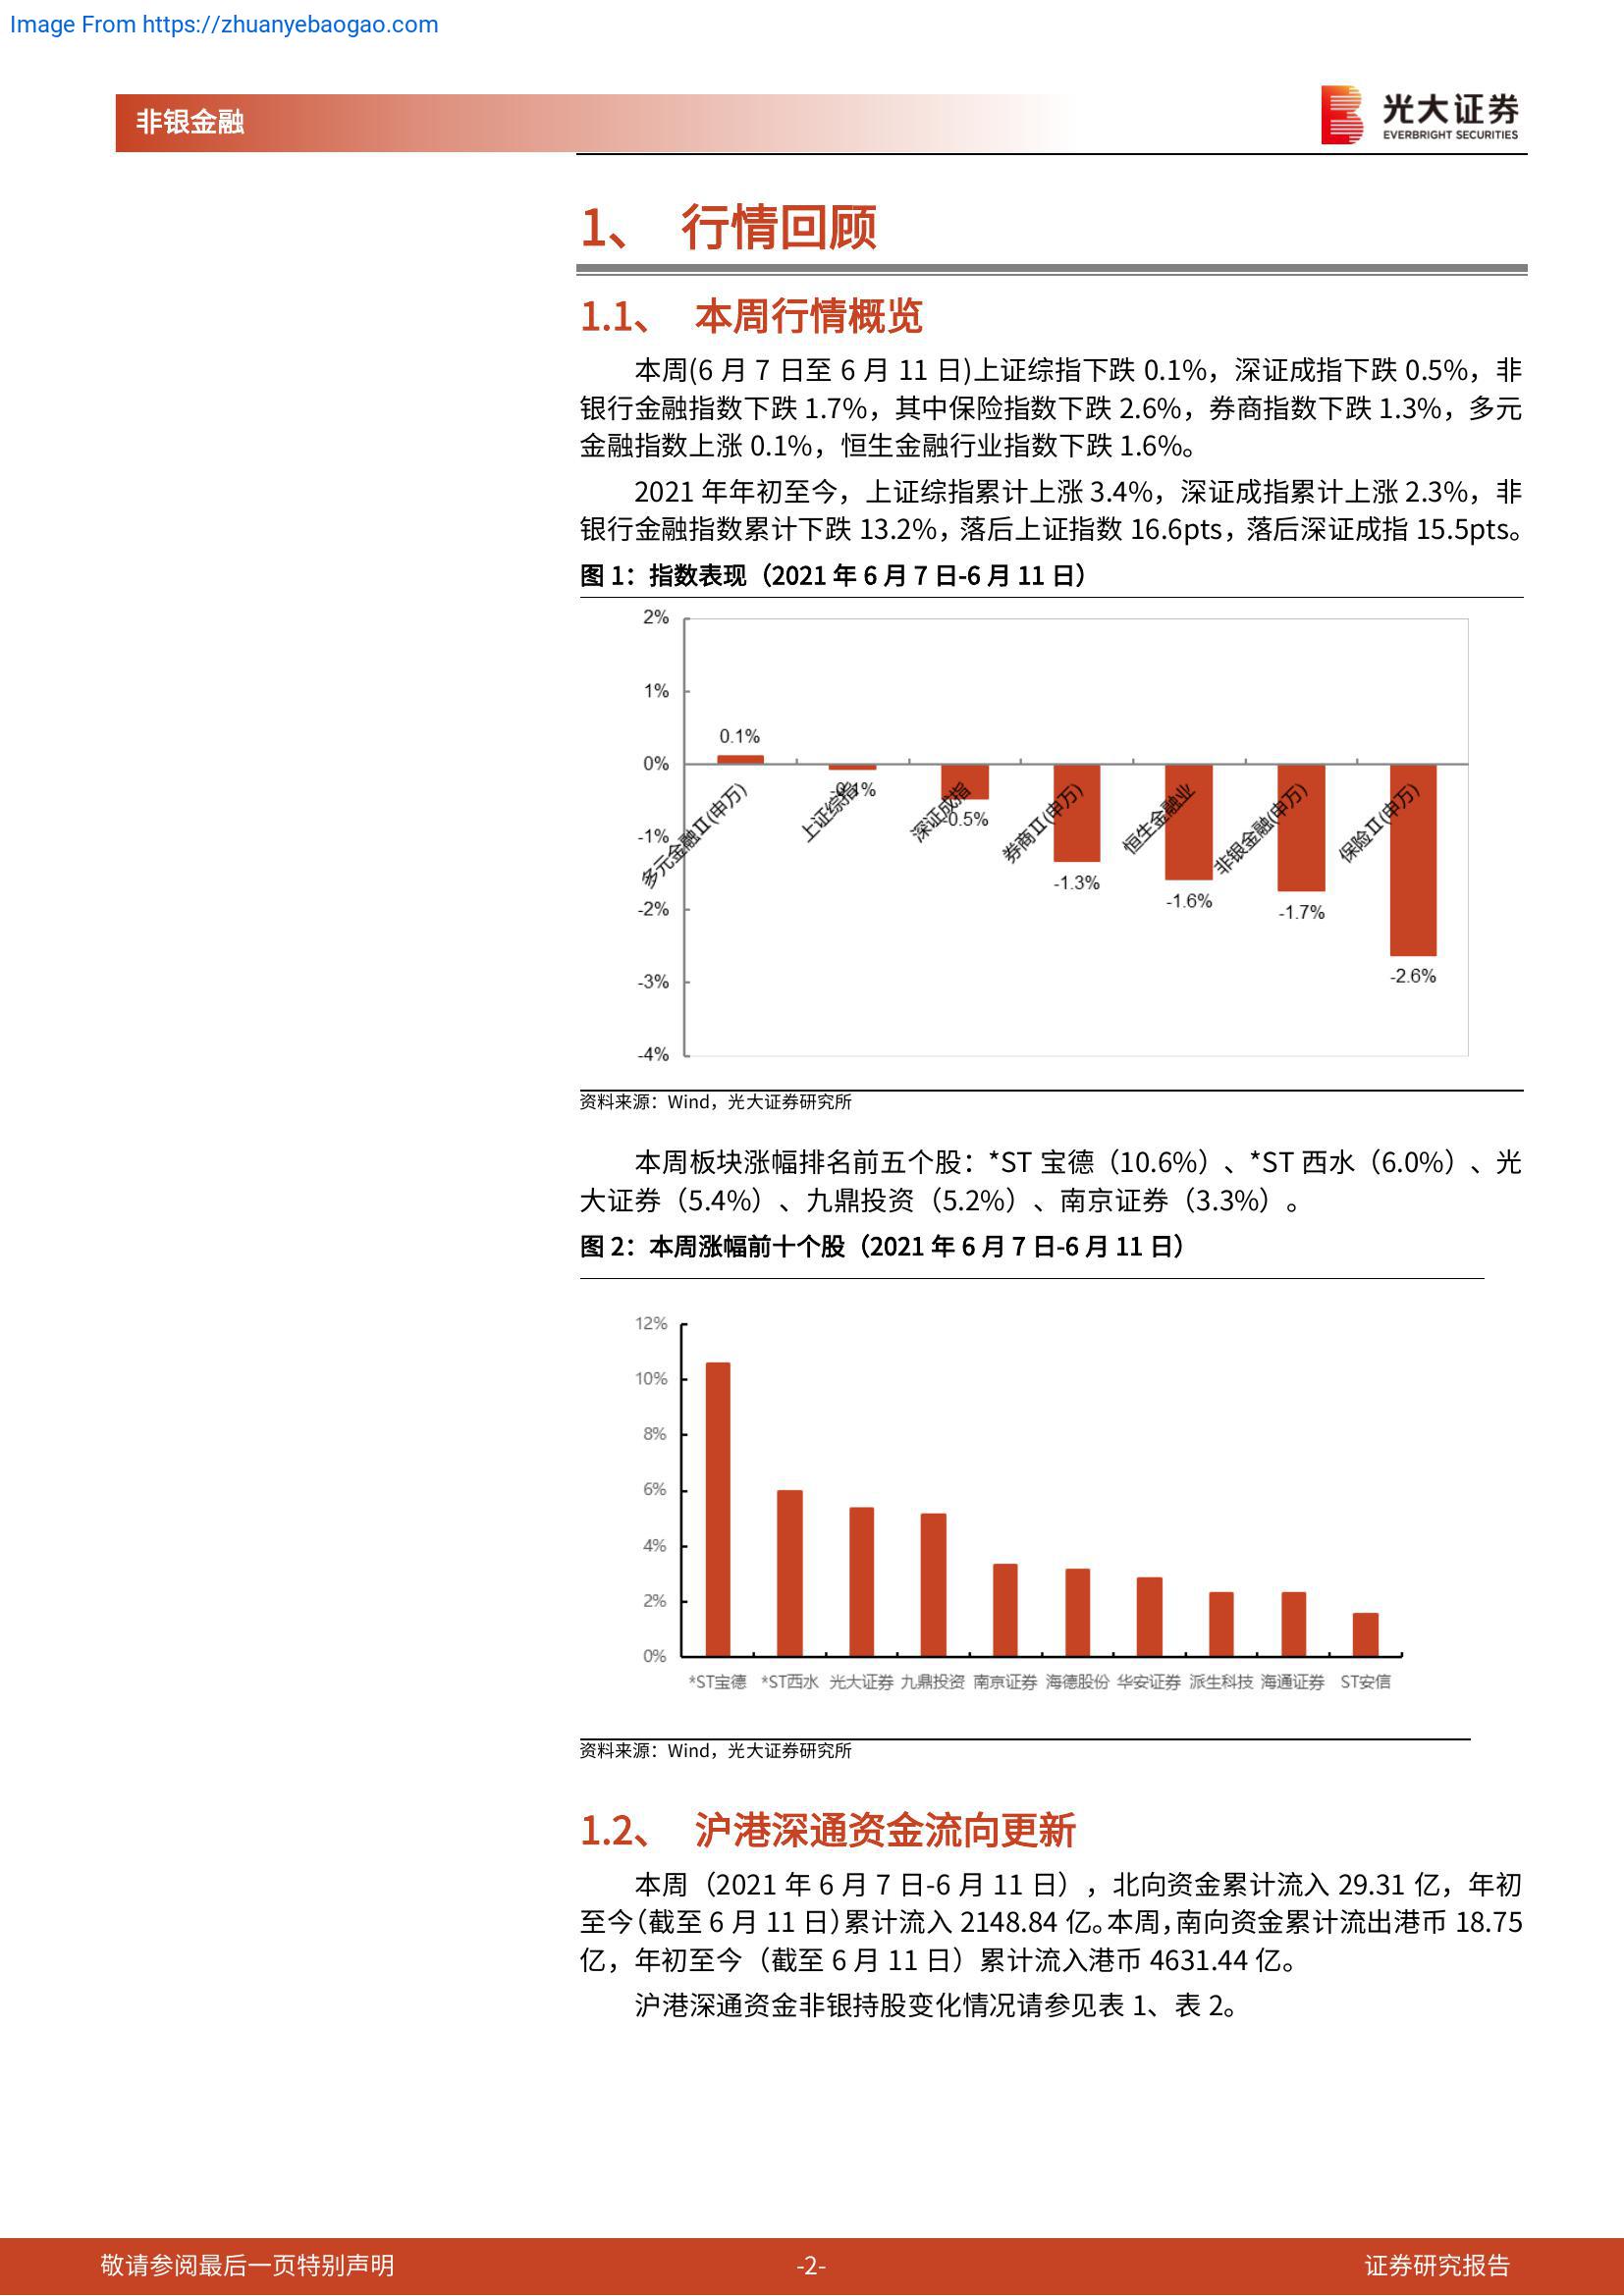 Image From https://zhuanyebaogao.com
非银金融
光大证券
EVERBRIGHT SECURITIES
1、 行情回顾
1.1、 本周行情概览
本周(6 月 7 日至 6 月 11 日)上证综指下跌 0.1%，深证成指下跌 0.5%，非
银行金融指数下跌 1.7%，其中保险指数下跌 2.6%，券商指数下跌 1.3%，多元
金融指数上涨 0.1%，恒生金融行业指数下跌 1.6%。
2021 年年初至今，上证综指累计上涨 3.4%，深证成指累计上涨 2.3%，非
银行金融指数累计下跌 13.2%，落后上证指数 16.6pts，落后深证成指 15.5pts。
图 1：指数表现（2021 年 6 月 7 日-6 月 11 日）
2%
1%
0%
-1%
-2%
-3%
-4%
0.1%
-0.1%
-0.5%
-1.3%
-1.6%
-1.7%
-2.6%
多元金融Ⅱ(申万)
上证综指
深证成指
券商Ⅱ(申万)
恒生金融业
非银金融(申万)
保险Ⅱ(申万)
资料来源：Wind，光大证券研究所
本周板块涨幅排名前五个股：*ST 宝德（10.6%）、*ST 西水（6.0%）、光
大证券（5.4%）、九鼎投资（5.2%）、南京证券（3.3%）。
图 2：本周涨幅前十个股（2021 年 6 月 7 日-6 月 11 日）
12%
10%
8%
6%
4%
2%
0%
*ST宝德 *ST西水 光大证券 九鼎投资 南京证券 海德股份 华安证券 派生科技 海通证券 ST安信
资料来源：Wind，光大证券研究所
1.2、 沪港深通资金流向更新
本周（2021 年 6 月 7 日-6 月 11 日），北向资金累计流入 29.31 亿，年初
至今（截至 6 月 11 日）累计流入 2148.84 亿。本周，南向资金累计流出港币 18.75
亿，年初至今（截至 6 月 11 日）累计流入港币 4631.44 亿。
沪港深通资金非银持股变化情况请参见表 1、表 2。
敬请参阅最后一页特别声明
-2-
证券研究报告